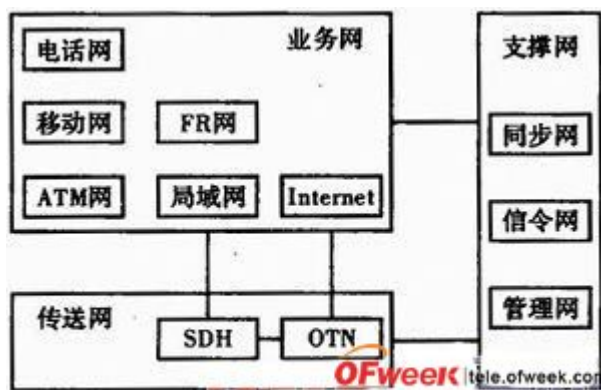 电话网
业务网
支撑网
移动网
FR网
同步网
ATM网
局域网
Internet
信令网
传送网
SDH
OTN
管理网
OFweek tele.ofweek.com